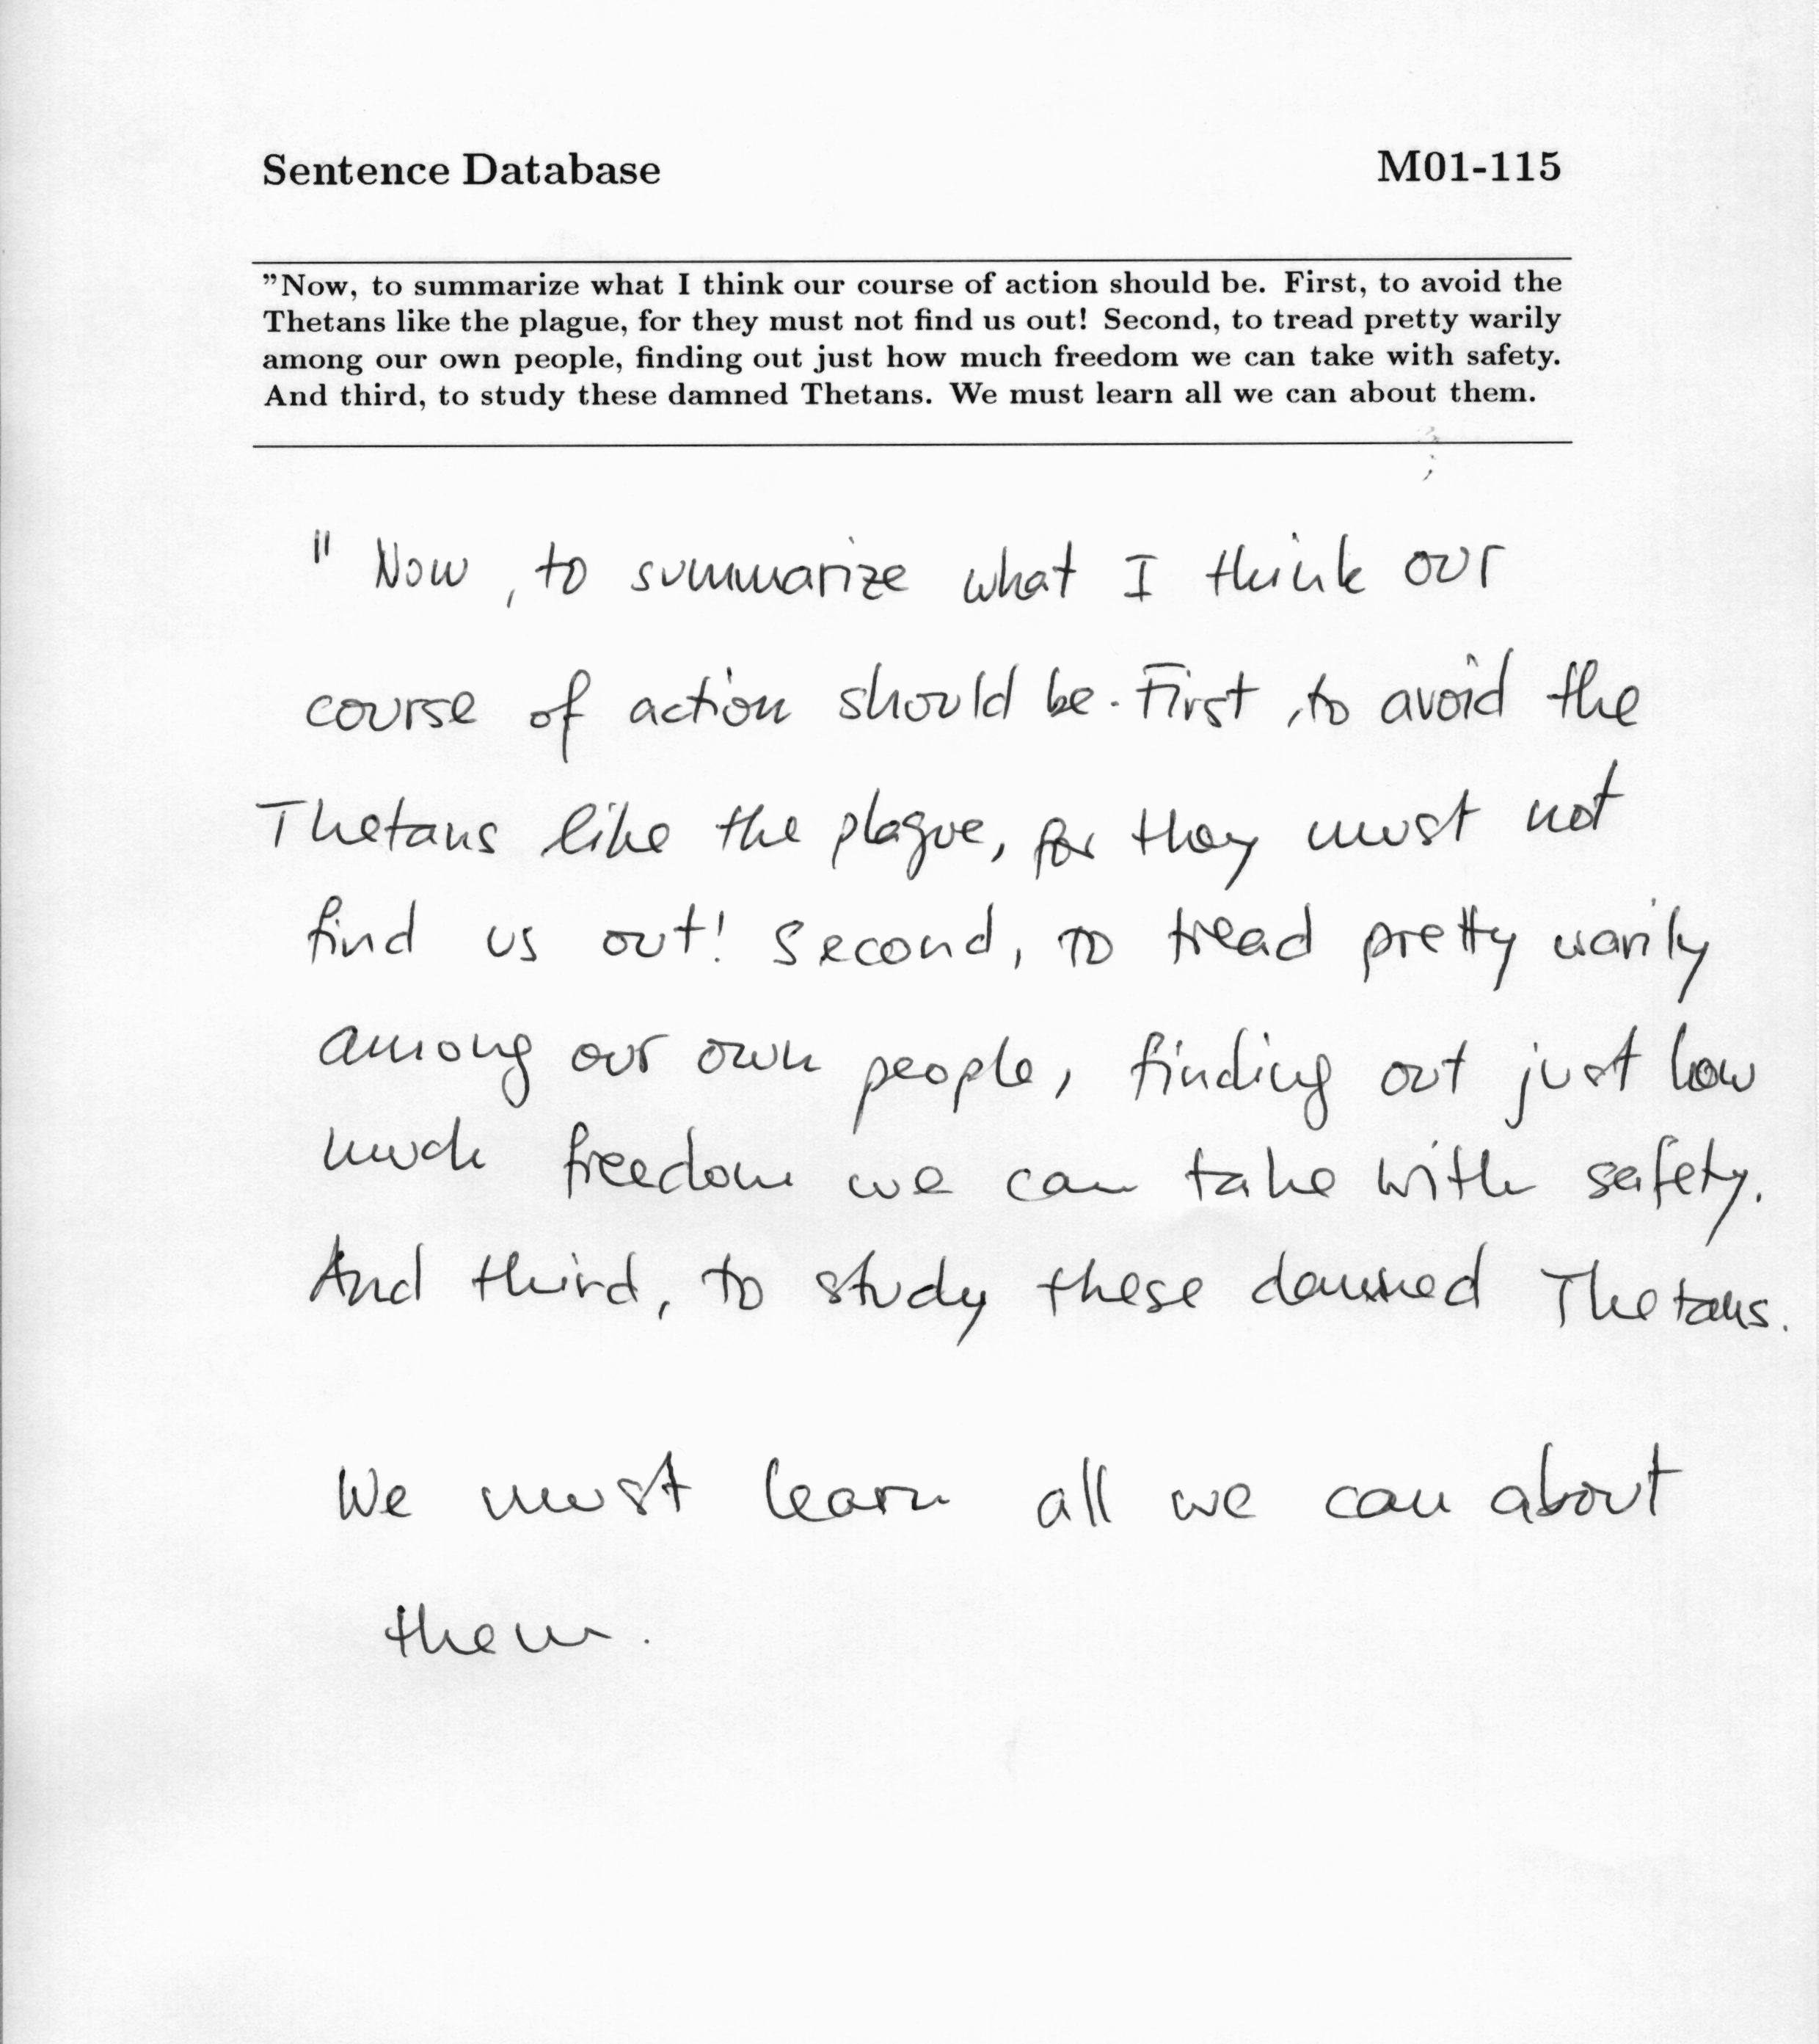 Sentence Database M01-115
"Now, to summarize what I think our course of action should be. First, to avoid the
Thetans like the plague, for they must not find us out! Second, to tread pretty warily
among our own people, finding out just how much freedom we can take with safety.
And third, to study these damned Thetans. We must learn all we can about them.
" Now, to summarize what I think our
course of action should be. First, to avoid the
Thetans like the plague, for they must not
find us out! Second, to tread pretty warily
among our own people, finding out just how
much freedom we can take with safety.
And third, to study these damned Thetans.
We must learn all we can about
them.